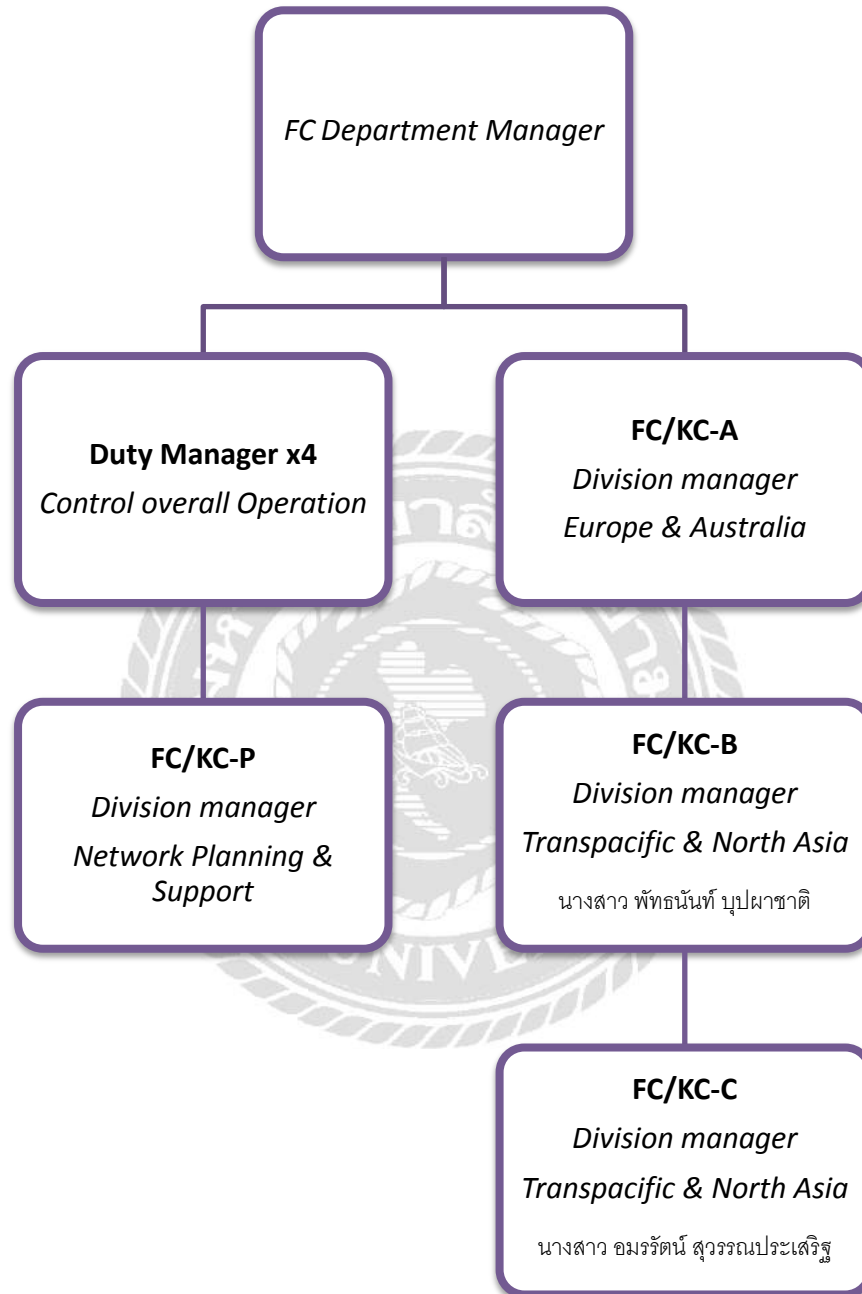 FC Department Manager
Duty Manager x4
Control overall Operation
FC/KC-A
Division manager
Europe & Australia
FC/KC-P
Division manager
Network Planning &
Support
FC/KC-B
Division manager
Transpacific & North Asia
นางสาว พัทธนันท์ บุปผาชาติ
FC/KC-C
Division manager
Transpacific & North Asia
นางสาว อมรรัตน์ สุวรรณประเสริฐ